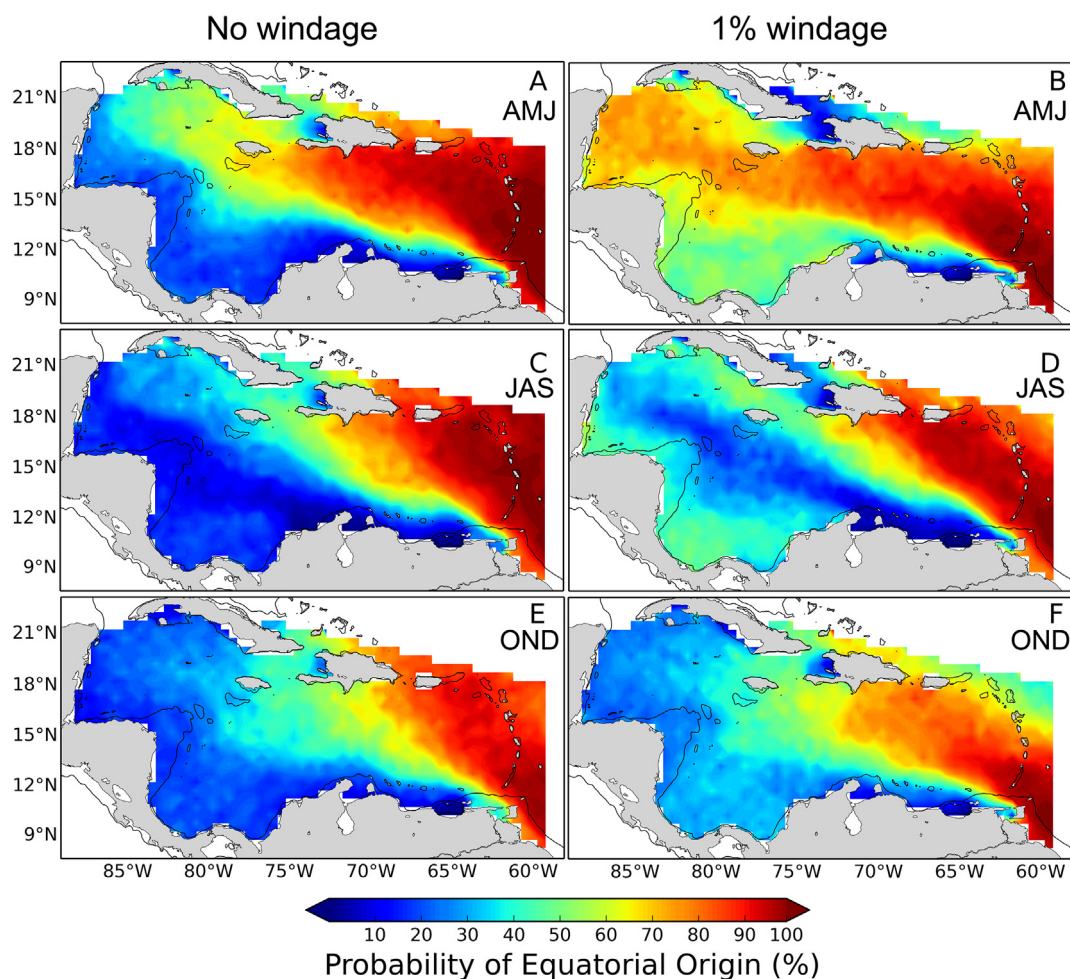 No windage 1% windage
A B
21°N AMJ AMJ
18°N
15°N
12°N
9°N
C D
21°N JAS JAS
18°N
15°N
12°N
9°N
E F
21°N OND OND
18°N
15°N
12°N
9°N
85°W 80°W 75°W 70°W 65°W 60°W 85°W 80°W 75°W 70°W 65°W 60°W
10 20 30 40 50 60 70 80 90 100
Probability of Equatorial Origin (%)